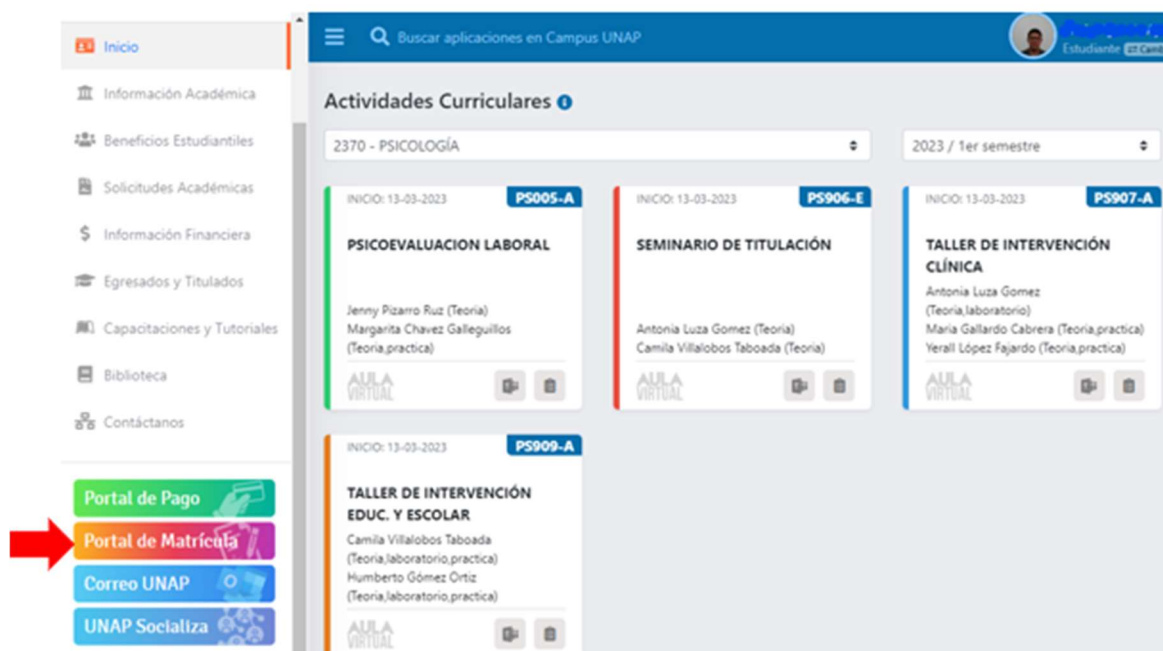 Inicio
Información Académica
Beneficios Estudiantiles
Solicitudes Académicas
Información Financiera
Egresados y Titulados
Capacitaciones y Tutoriales
Biblioteca
Contáctanos
Portal de Pago
Portal de Matrícula
Correo UNAP
UNAP Socializa
Buscar aplicaciones en Campus UNAP
Estudiante
Actividades Curriculares
2370 - PSICOLOGÍA
2023 / 1er semestre
INICIO: 13-03-2023 PS005-A
PSICOEVALUACION LABORAL
Jenny Pizarro Ruz (Teoria)
Margarita Chavez Galleguillos
(Teoria,practica)
AULA
VIRTUAL
INICIO: 13-03-2023 PS906-E
SEMINARIO DE TITULACIÓN
Antonia Luza Gomez (Teoria)
Camila Villalobos Taboada (Teoria)
AULA
VIRTUAL
INICIO: 13-03-2023 PS907-A
TALLER DE INTERVENCIÓN
CLÍNICA
Antonia Luza Gomez
(Teoria,laboratorio)
Maria Gallardo Cabrera (Teoria,practica)
Yerall López Fajardo (Teoria,practica)
AULA
VIRTUAL
INICIO: 13-03-2023 PS909-A
TALLER DE INTERVENCIÓN
EDUC. Y ESCOLAR
Camila Villalobos Taboada
(Teoria,laboratorio,practica)
Humberto Gómez Ortiz
(Teoria,laboratorio,practica)
AULA
VIRTUAL